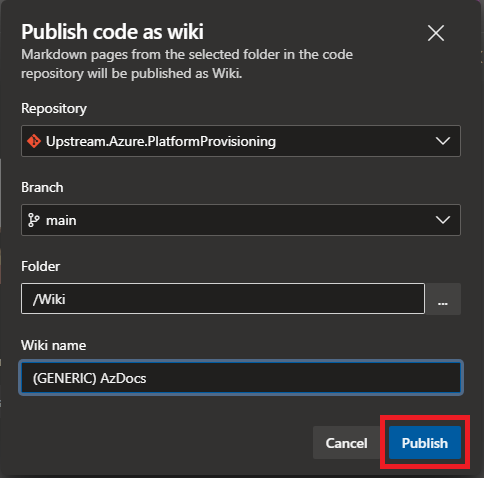 Publish code as wiki
Markdown pages from the selected folder in the code
repository will be published as Wiki.
Repository
Upstream.Azure.PlatformProvisioning
Branch
main
Folder
/Wiki
...
Wiki name
(GENERIC) AzDocs
Cancel
Publish